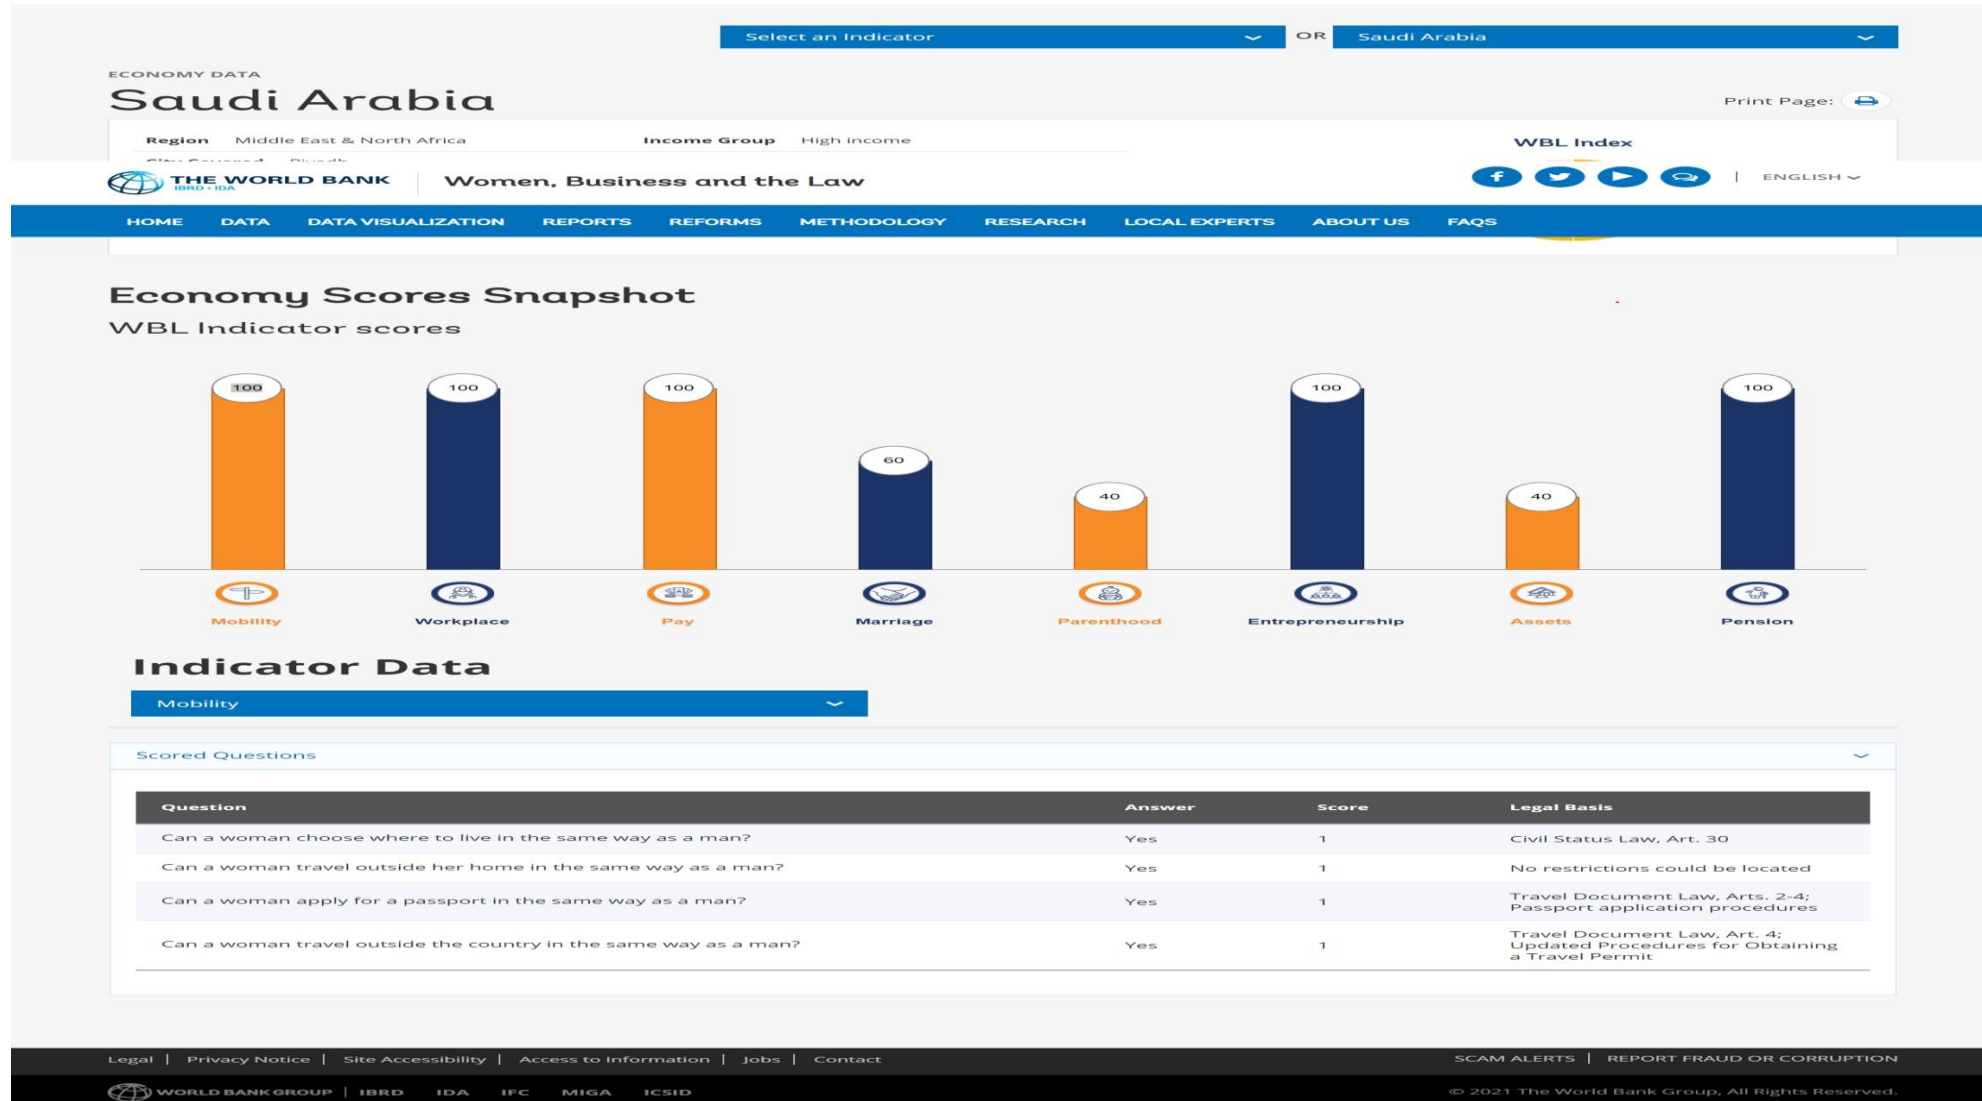 Select an Indicator OR Saudi Arabia
ECONOMY DATA
Saudi Arabia
Print Page:
Region Middle East & North Africa Income Group High income WBL Index
THE WORLD BANK Women, Business and the Law ENGLISH
IBRD • IDA
HOME DATA DATA VISUALIZATION REPORTS REFORMS METHODOLOGY RESEARCH LOCAL EXPERTS ABOUT US FAQS
Economy Scores Snapshot
WBL Indicator scores
100 100 100 60 40 100 40 100
Mobility Workplace Pay Marriage Parenthood Entrepreneurship Assets Pension
Indicator Data
Mobility
Scored Questions
Question Answer Score Legal Basis
Can a woman choose where to live in the same way as a man? Yes 1 Civil Status Law, Art. 30
Can a woman travel outside her home in the same way as a man? Yes 1 No restrictions could be located
Can a woman apply for a passport in the same way as a man? Yes 1 Travel Document Law, Arts. 2-4;
Passport application procedures
Can a woman travel outside the country in the same way as a man? Yes 1 Travel Document Law, Art. 4;
Updated Procedures for Obtaining
a Travel Permit
Legal | Privacy Notice | Site Accessibility | Access to Information | Jobs | Contact SCAM ALERTS | REPORT FRAUD OR CORRUPTION
WORLD BANK GROUP | IBRD IDA IFC MIGA ICSID © 2021 The World Bank Group, All Rights Reserved.